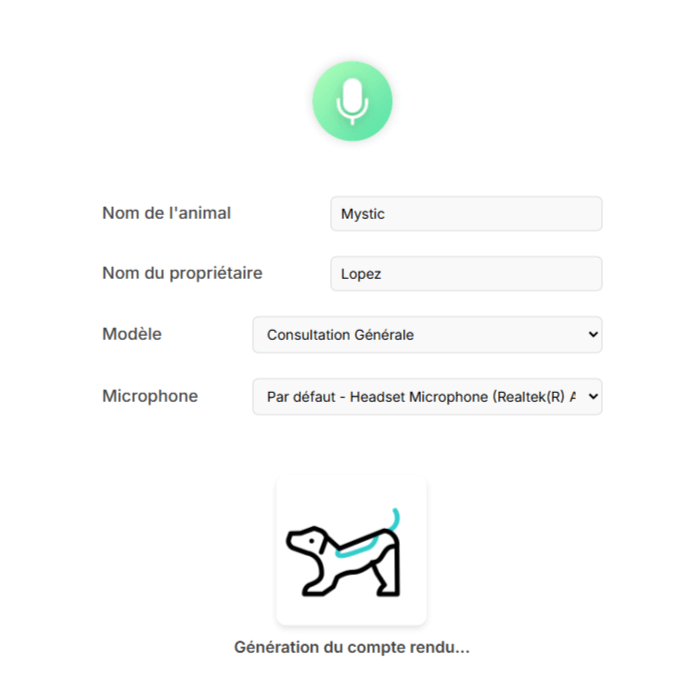 Nom de l'animal
Mystic
Nom du propriétaire
Lopez
Modèle
Consultation Générale
Microphone
Par défaut - Headset Microphone (Realtek(R) A
Génération du compte rendu...